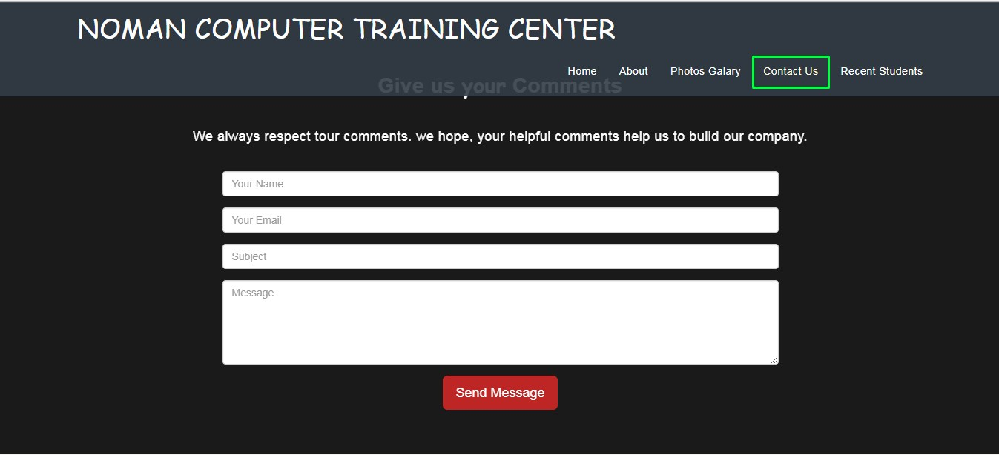 NOMAN COMPUTER TRAINING CENTER
Home About Photos Galary Contact Us Recent Students
Give us your Comments
We always respect tour comments. we hope, your helpful comments help us to build our company.
Your Name
Your Email
Subject
Message
Send Message